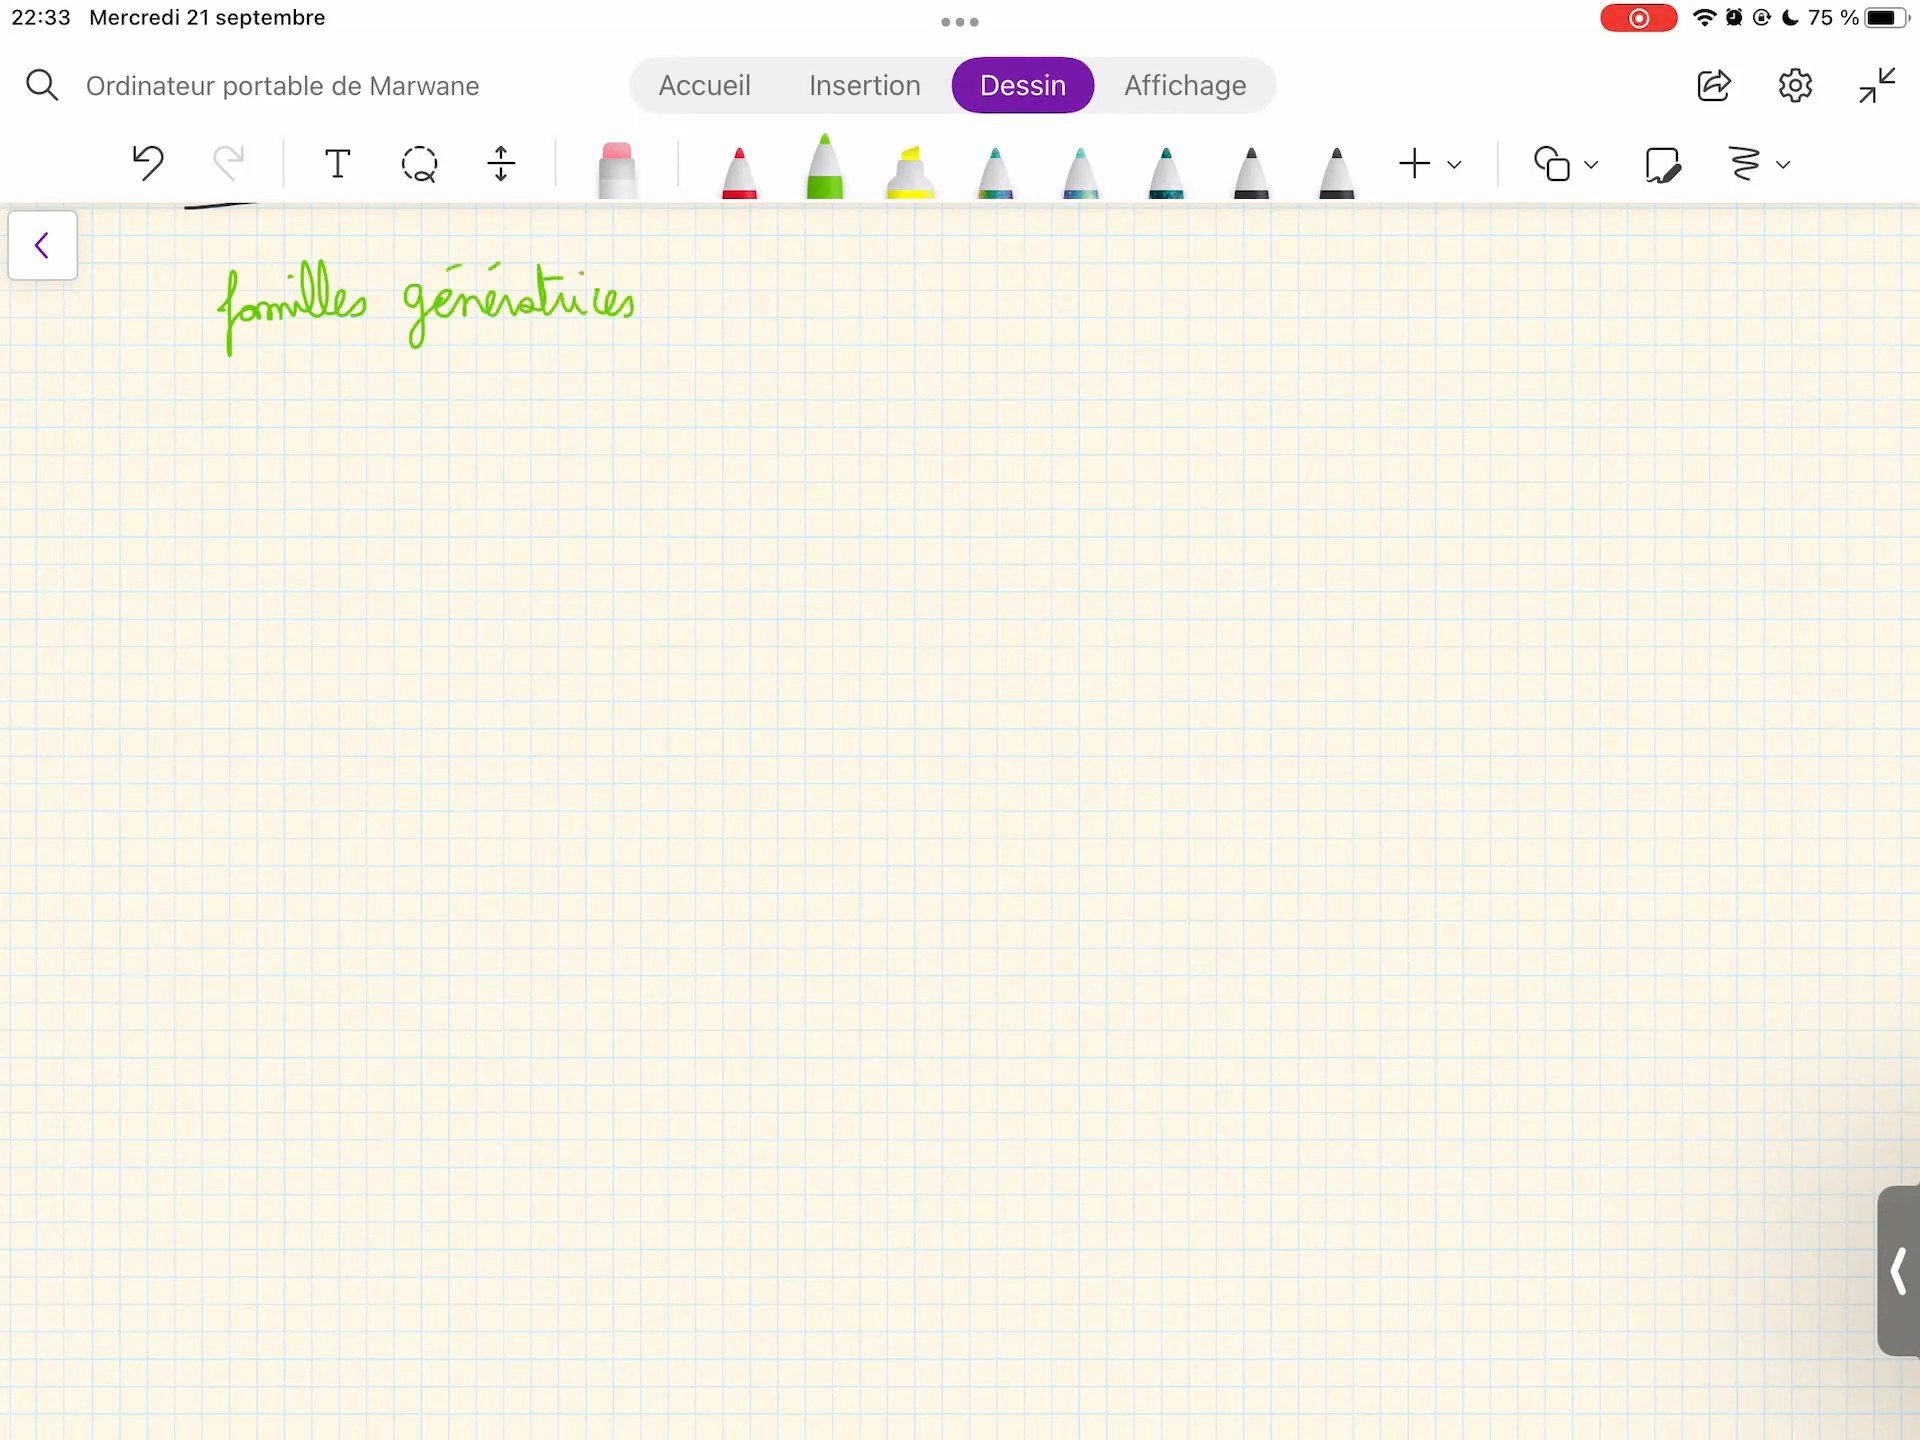 22:33 Mercredi 21 septembre 75 %
Ordinateur portable de Marwane Accueil Insertion Dessin Affichage
T
familles génératrices